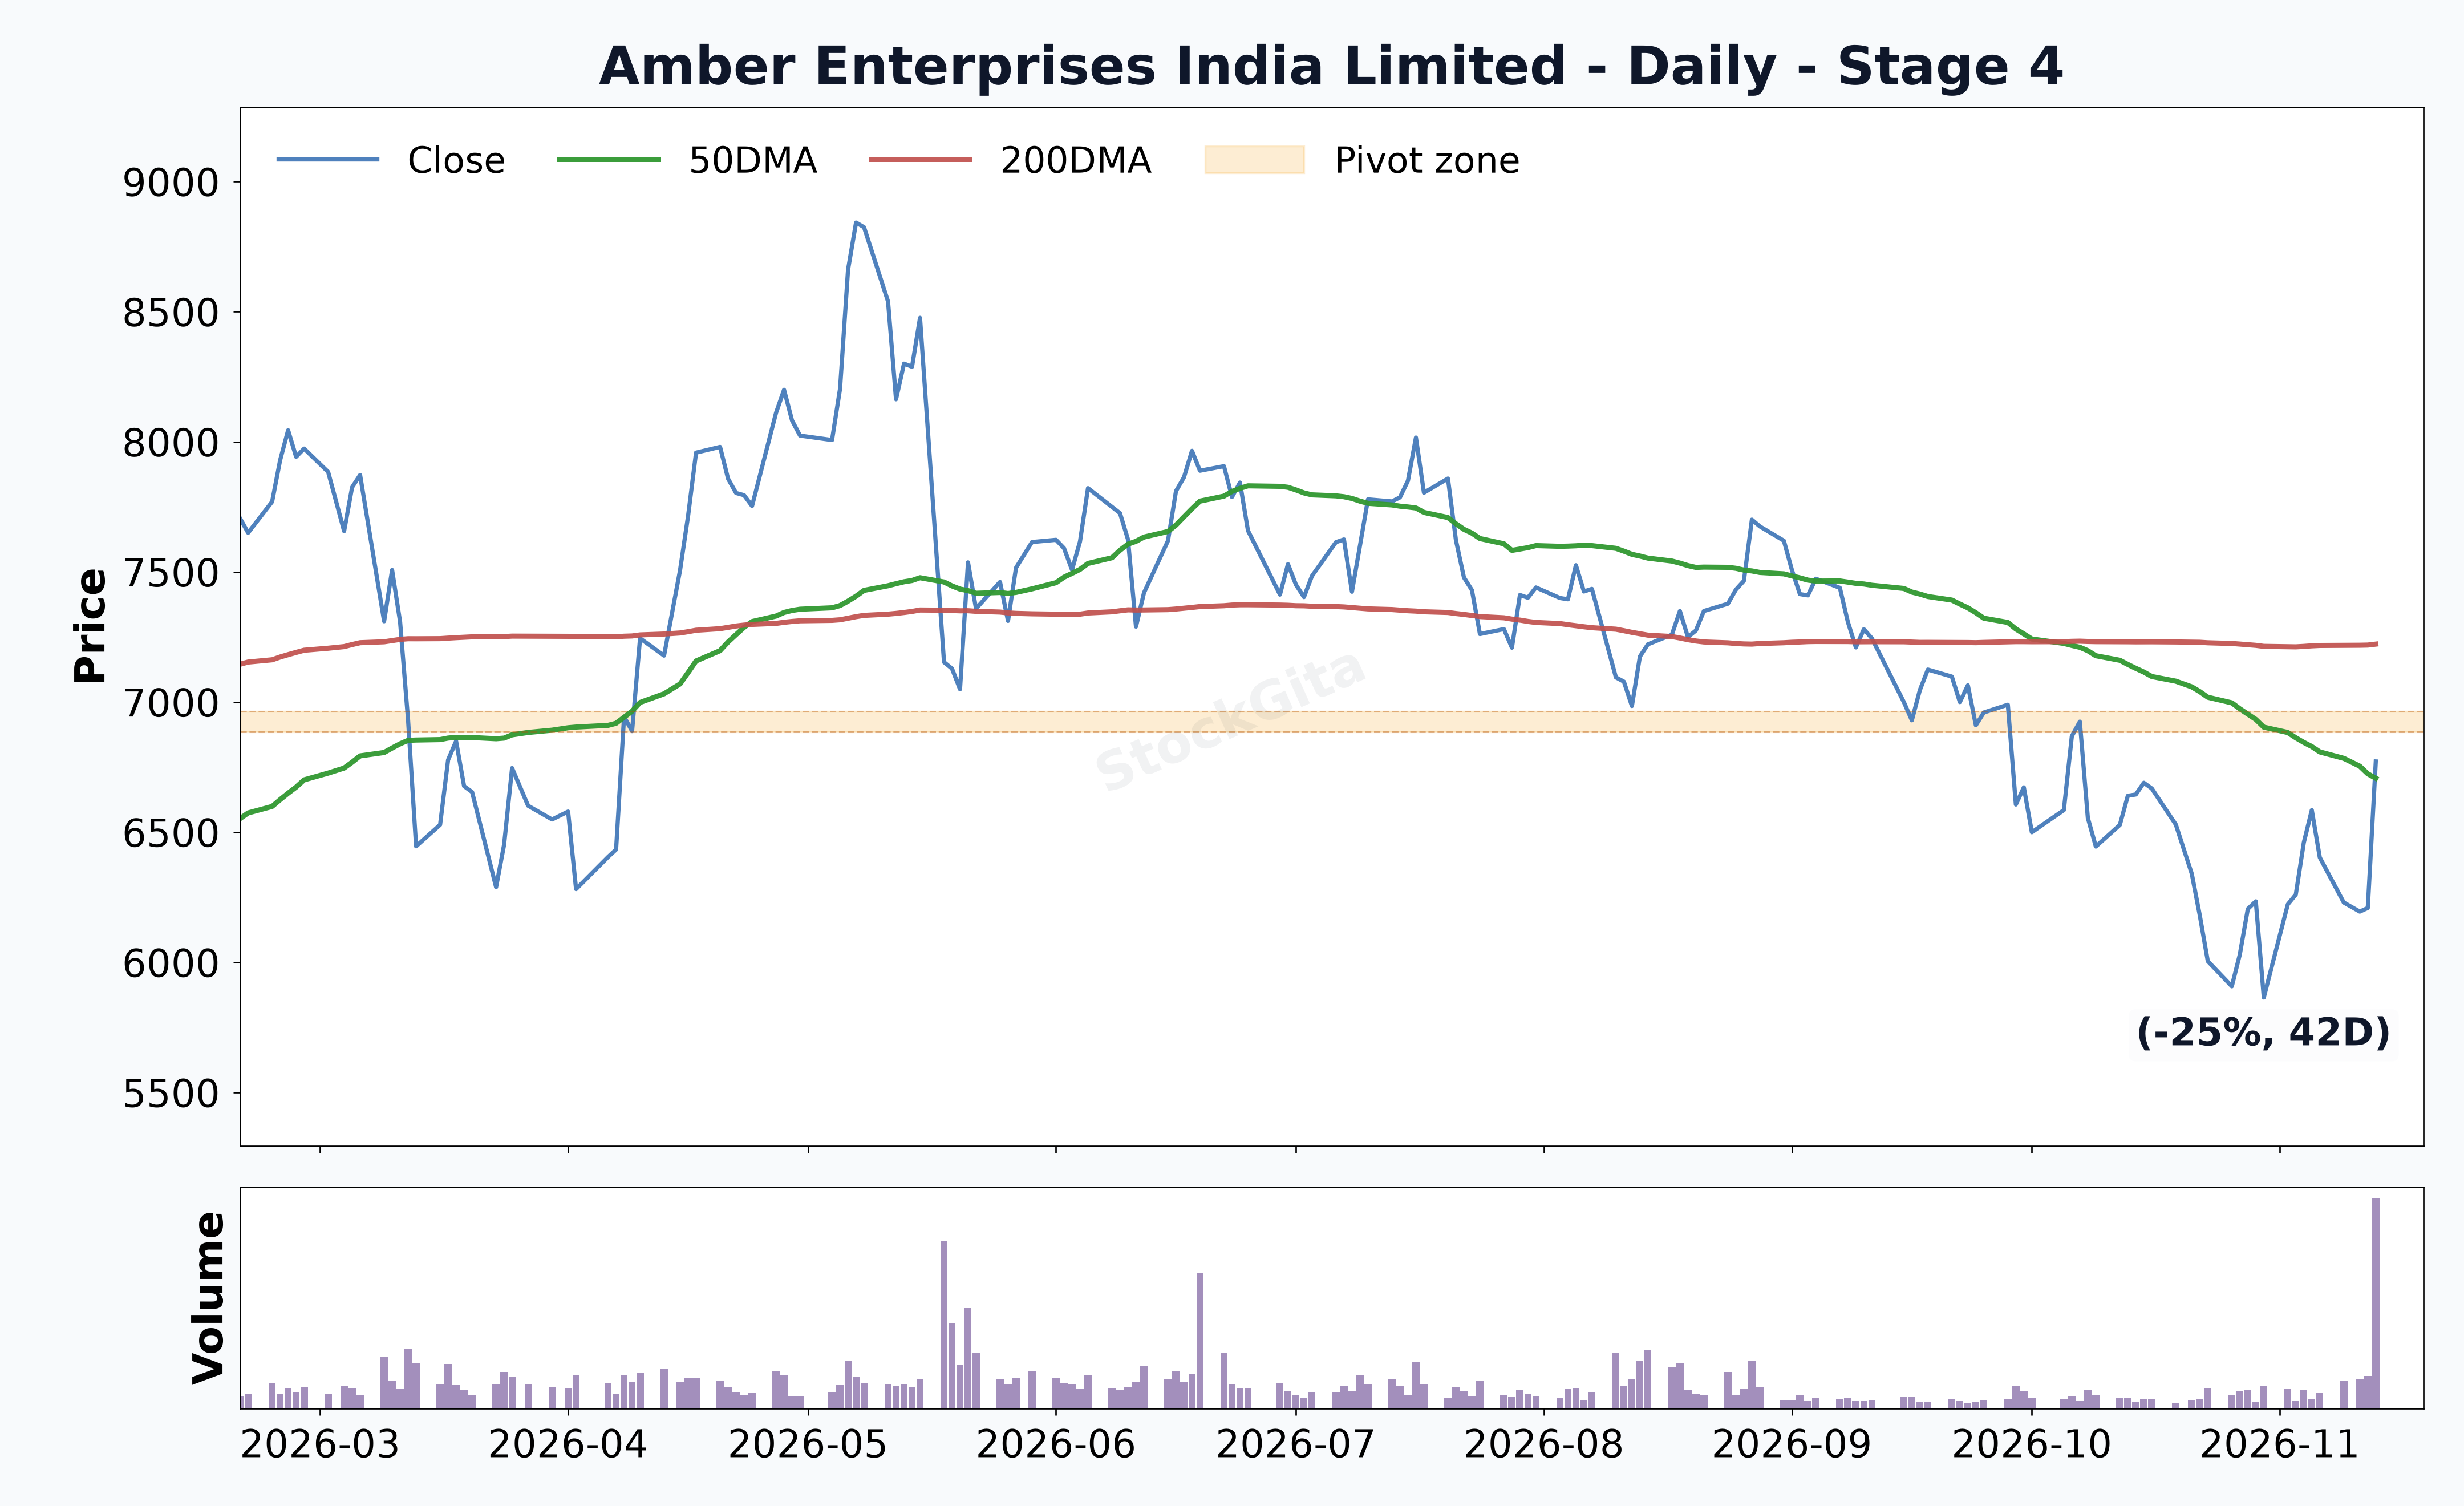 Amber Enterprises India Limited - Daily - Stage 4
Close
50DMA
200DMA
Pivot zone
Price
9000
8500
8000
7500
7000
6500
6000
5500
StockGita
(-25%, 42D)
Volume
2026-03
2026-04
2026-05
2026-06
2026-07
2026-08
2026-09
2026-10
2026-11